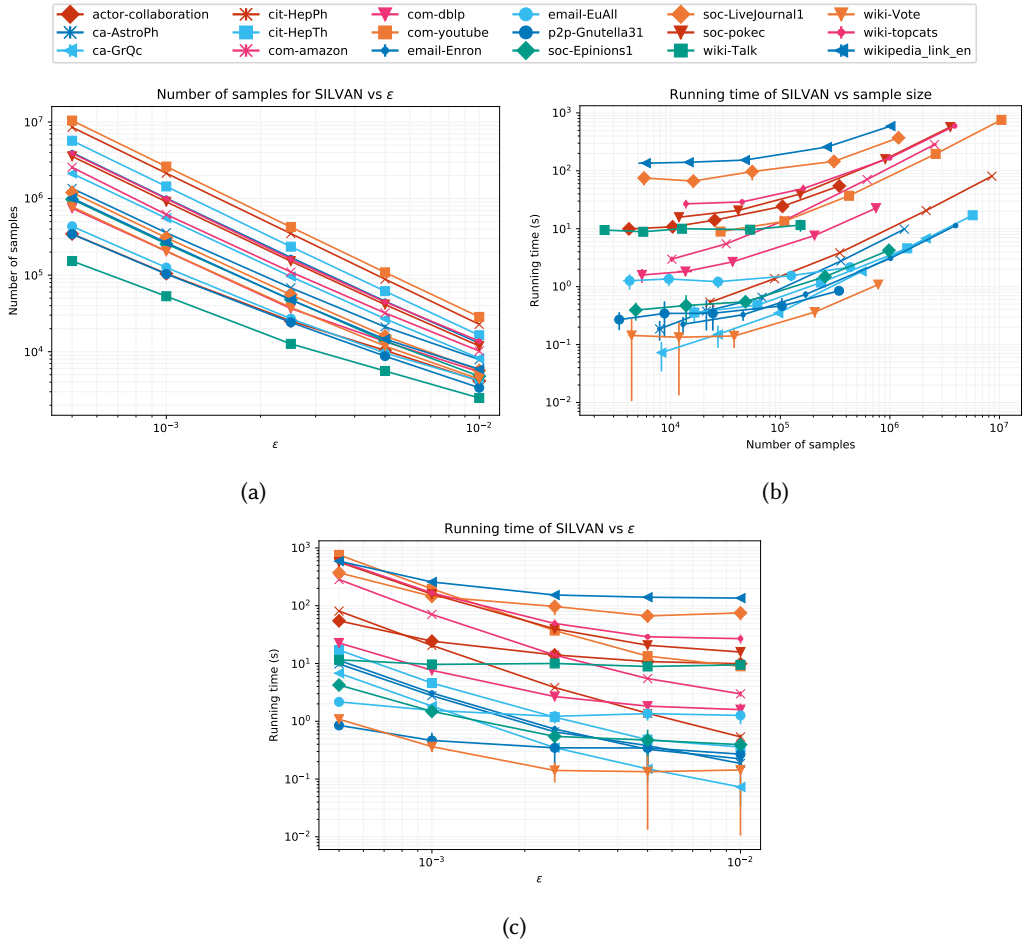 actor-collaboration cit-HepPh com-dblp email-EuAll soc-LiveJournal1 wiki-Vote
ca-AstroPh cit-HepTh com-youtube p2p-Gnutella31 soc-pokec wiki-topcats
ca-GrQc com-amazon email-Enron soc-Epinions1 wiki-Talk wikipedia_link_en
Number of samples for SILVAN vs ε
Number of samples
10⁷
10⁶
10⁵
10⁴
10⁻³ 10⁻²
ε
(a)
Running time of SILVAN vs sample size
Running time (s)
10³
10²
10¹
10⁰
10⁻¹
10⁻²
10⁴ 10⁵ 10⁶ 10⁷
Number of samples
(b)
Running time of SILVAN vs ε
Running time (s)
10³
10²
10¹
10⁰
10⁻¹
10⁻²
10⁻³ 10⁻²
ε
(c)